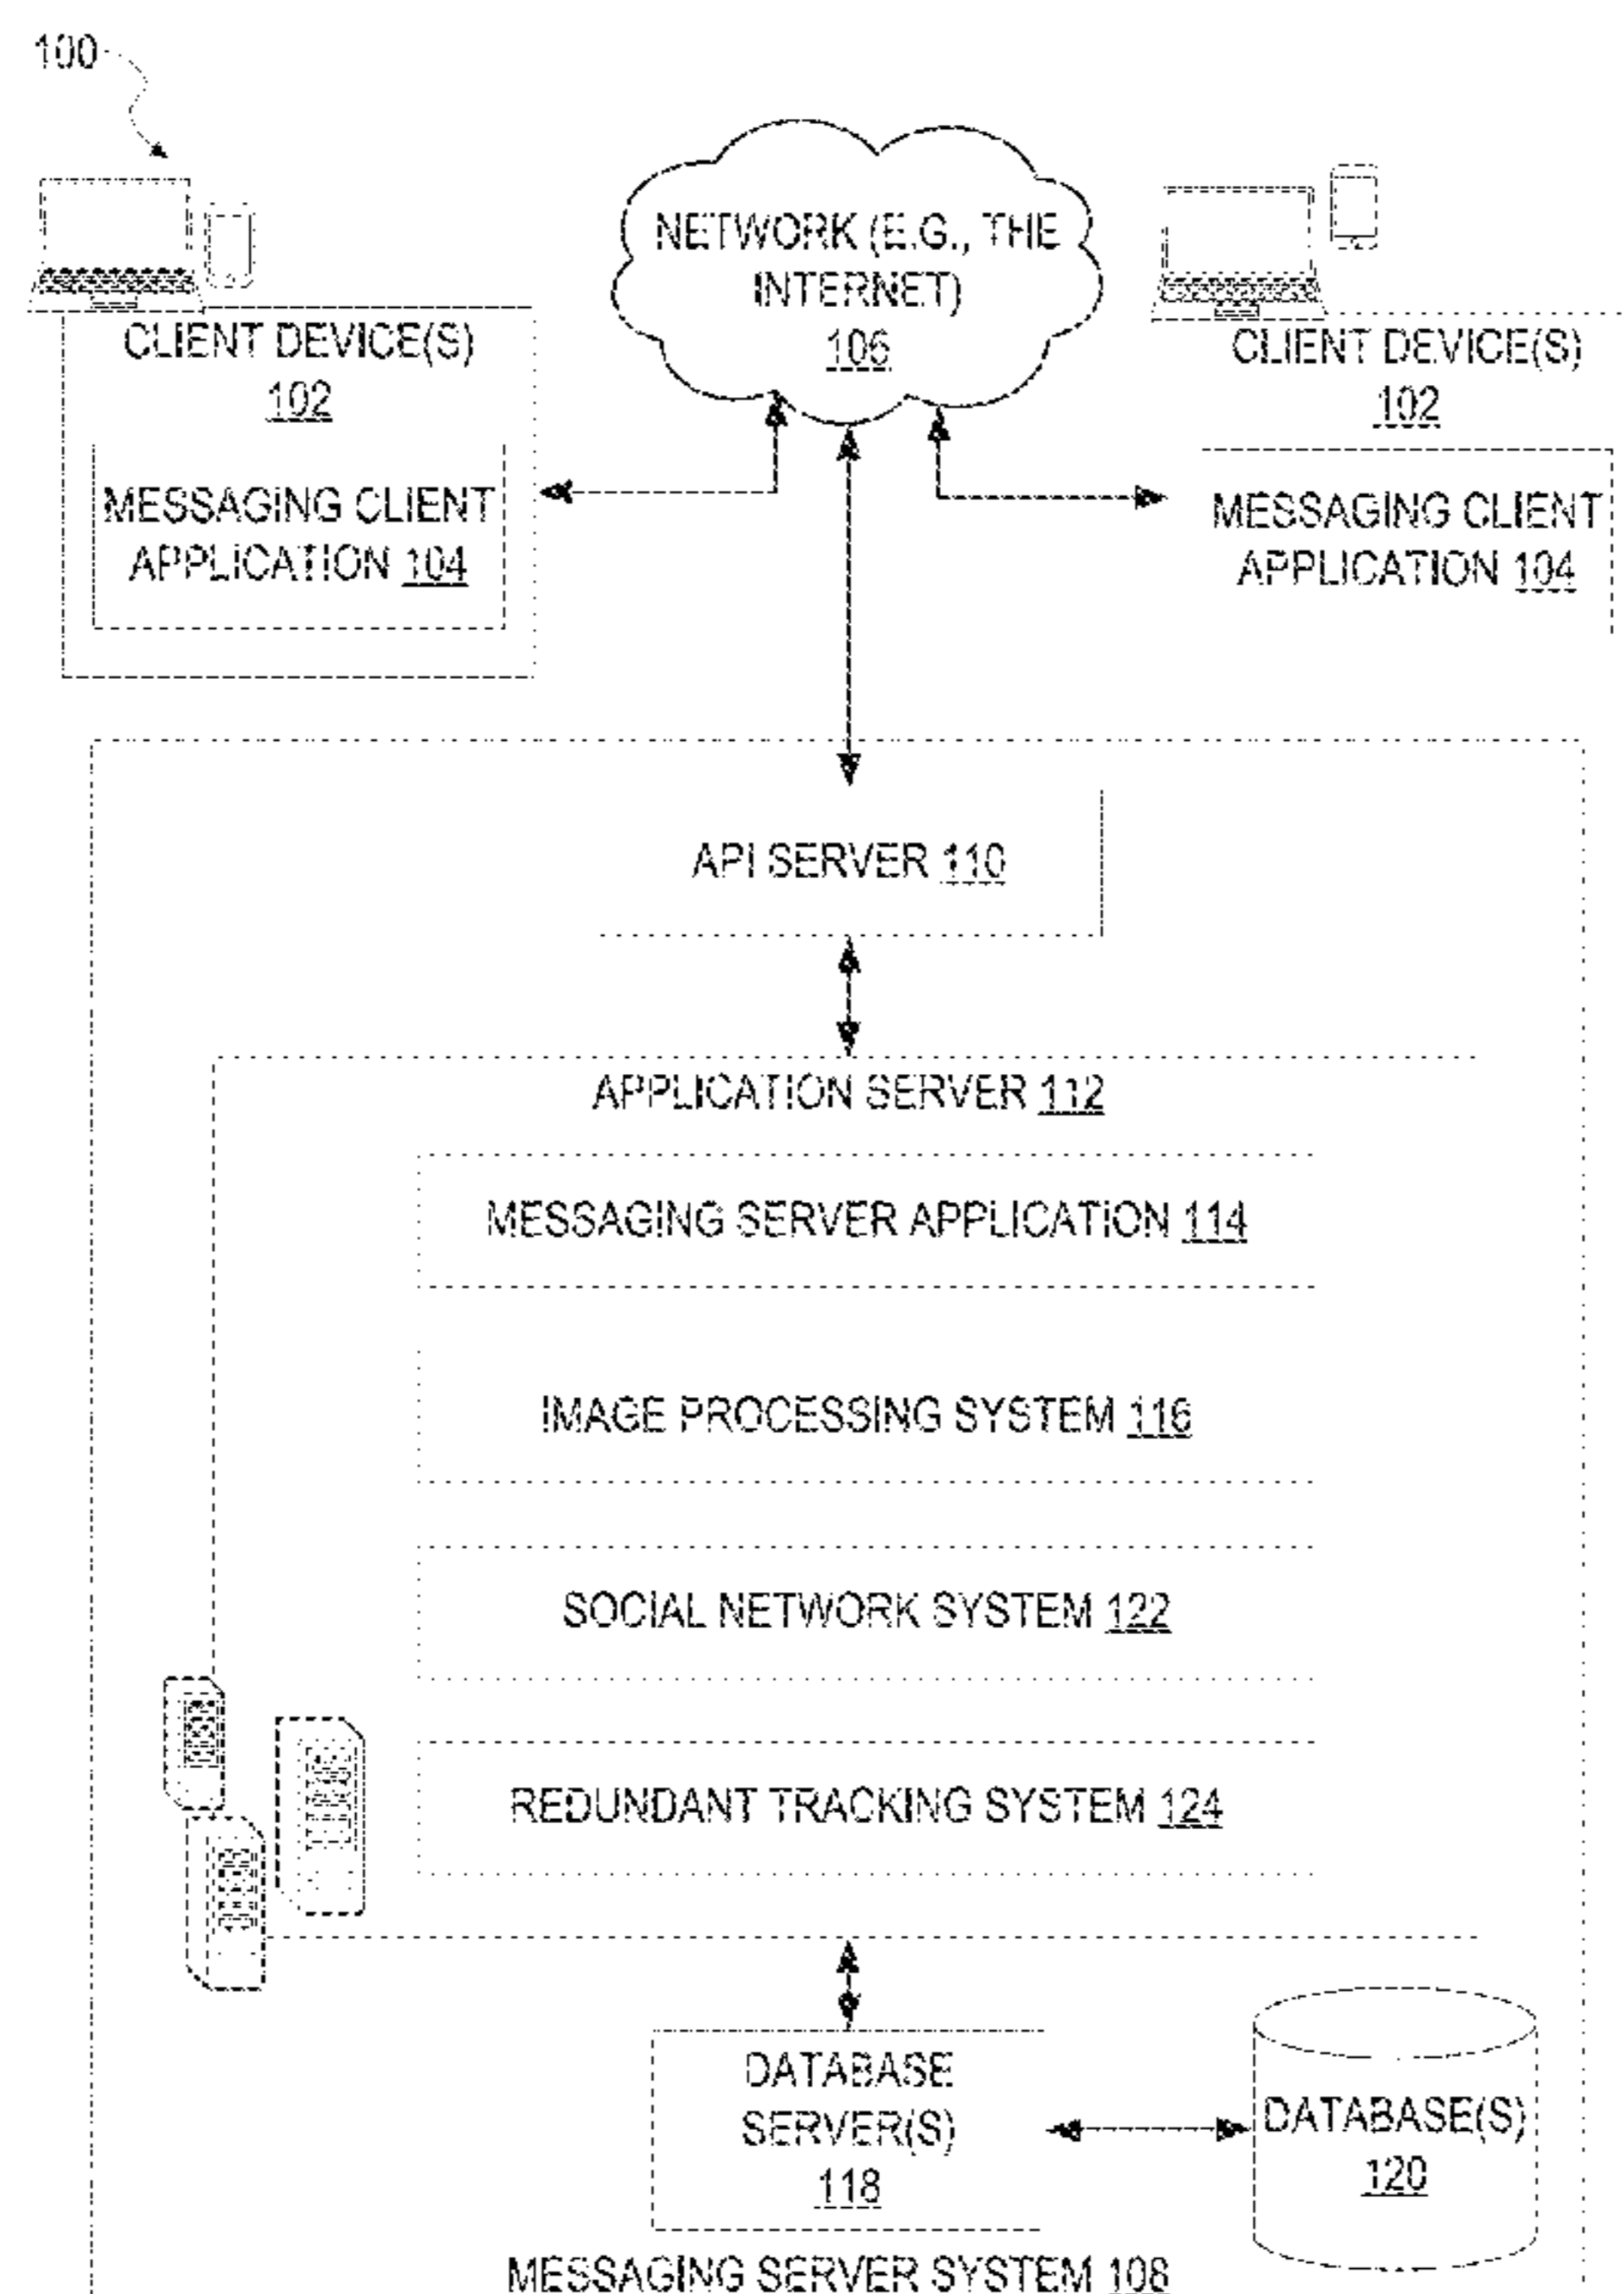 100
NETWORK (E.G., THE
INTERNET)
106
CLIENT DEVICE(S)
102
MESSAGING CLIENT
APPLICATION 104
CLIENT DEVICE(S)
102
MESSAGING CLIENT
APPLICATION 104
API SERVER 110
APPLICATION SERVER 112
MESSAGING SERVER APPLICATION 114
IMAGE PROCESSING SYSTEM 116
SOCIAL NETWORK SYSTEM 122
REDUNDANT TRACKING SYSTEM 124
DATABASE
SERVER(S)
118
DATABASE(S)
120
MESSAGING SERVER SYSTEM 108